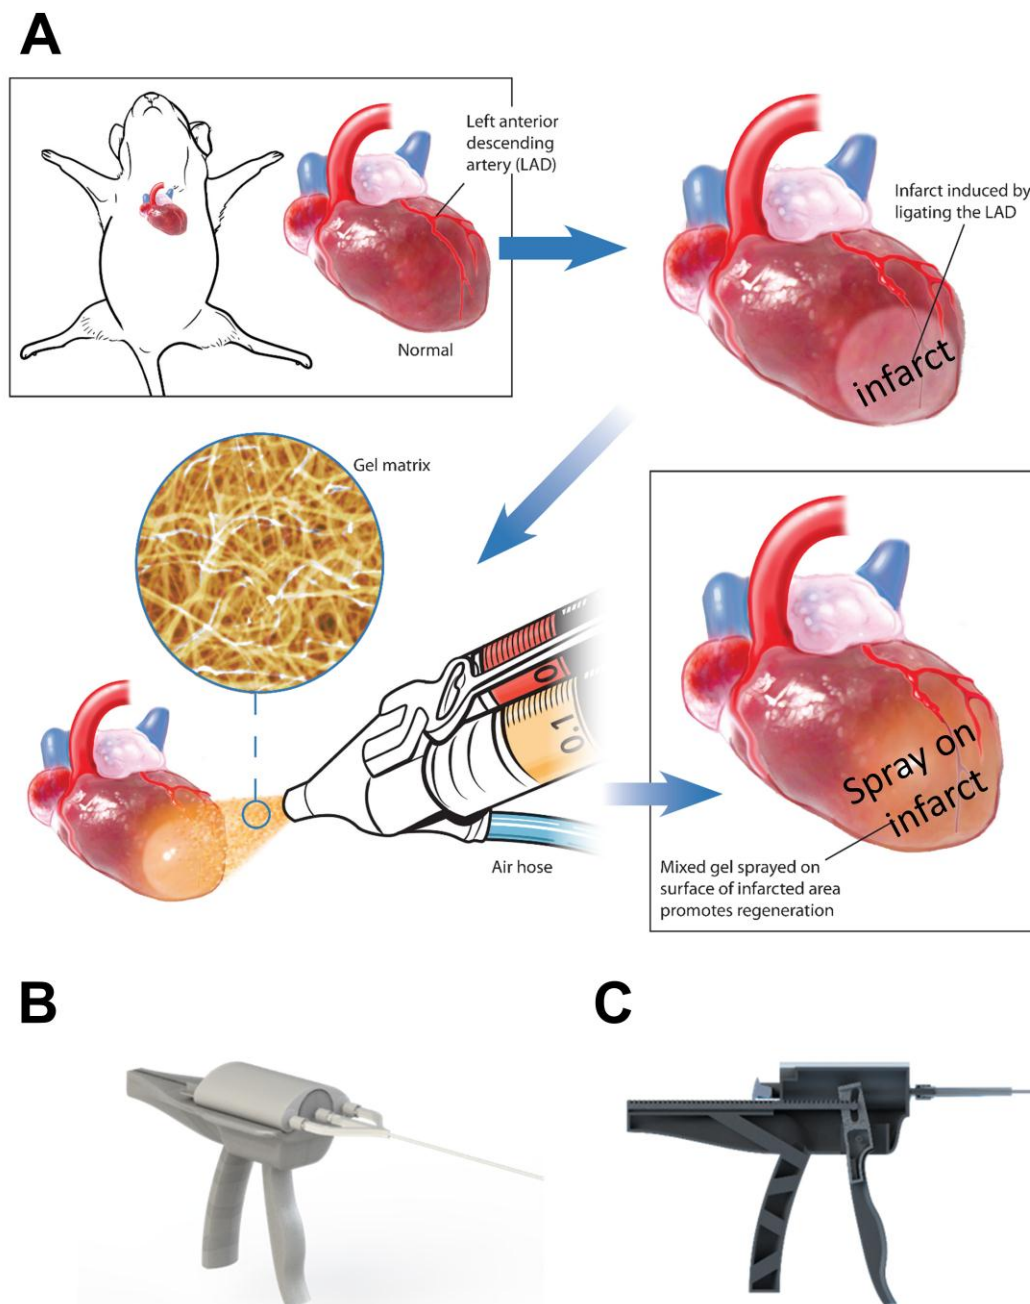 A
Left anterior
descending
artery (LAD)
Normal
Infarct induced by
ligating the LAD
infarct
Gel matrix
0
1.0
Air hose
Spray on
infarct
Mixed gel sprayed on
surface of infarcted area
promotes regeneration
B
C